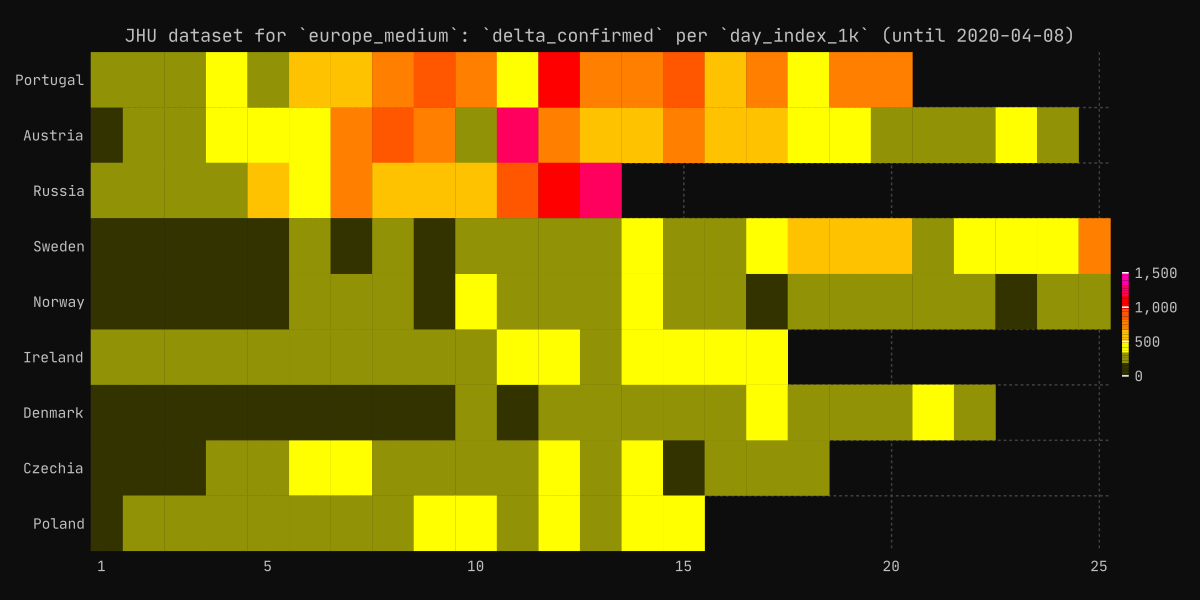 JHU dataset for `europe_medium`: `delta_confirmed` per `day_index_1k` (until 2020-04-08)
Portugal
Austria
Russia
Sweden
Norway
Ireland
Denmark
Czechia
Poland
1 5 10 15 20 25
1,500
1,000
500
0